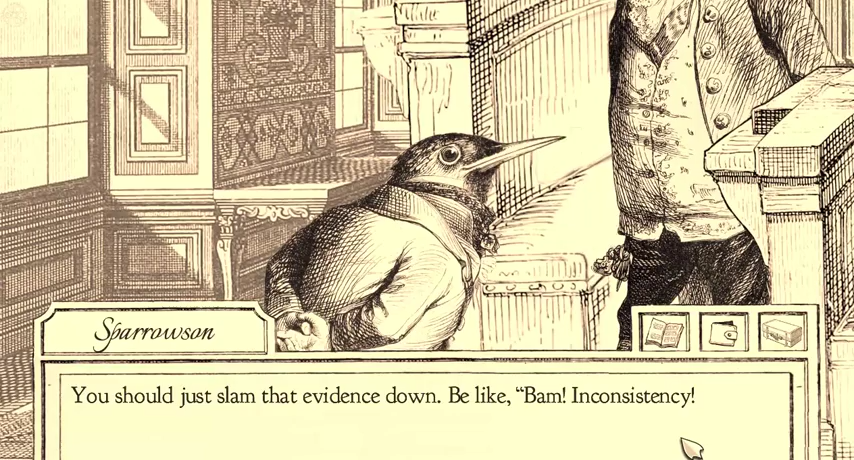 Sparrowson
You should just slam that evidence down. Be like, “Bam! Inconsistency!